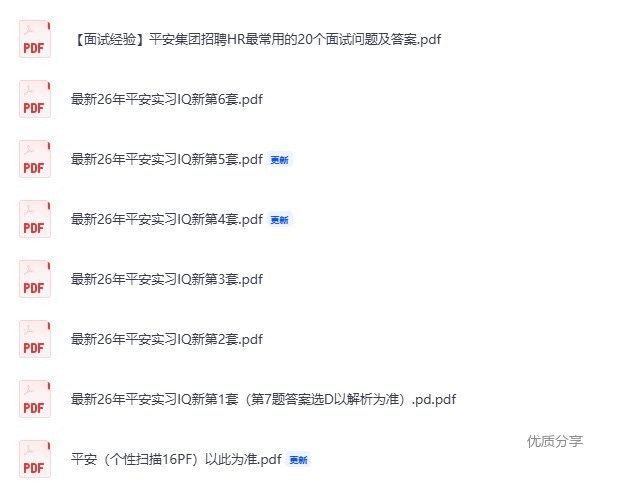 PDF
【面试经验】平安集团招聘HR最常用的20个面试问题及答案.pdf
PDF
最新26年平安实习IQ新第6套.pdf
PDF
最新26年平安实习IQ新第5套.pdf 更新
PDF
最新26年平安实习IQ新第4套.pdf 更新
PDF
最新26年平安实习IQ新第3套.pdf
PDF
最新26年平安实习IQ新第2套.pdf
PDF
最新26年平安实习IQ新第1套（第7题答案选D以解析为准）.pd.pdf
优质分享
PDF
平安（个性扫描16PF）以此为准.pdf 更新